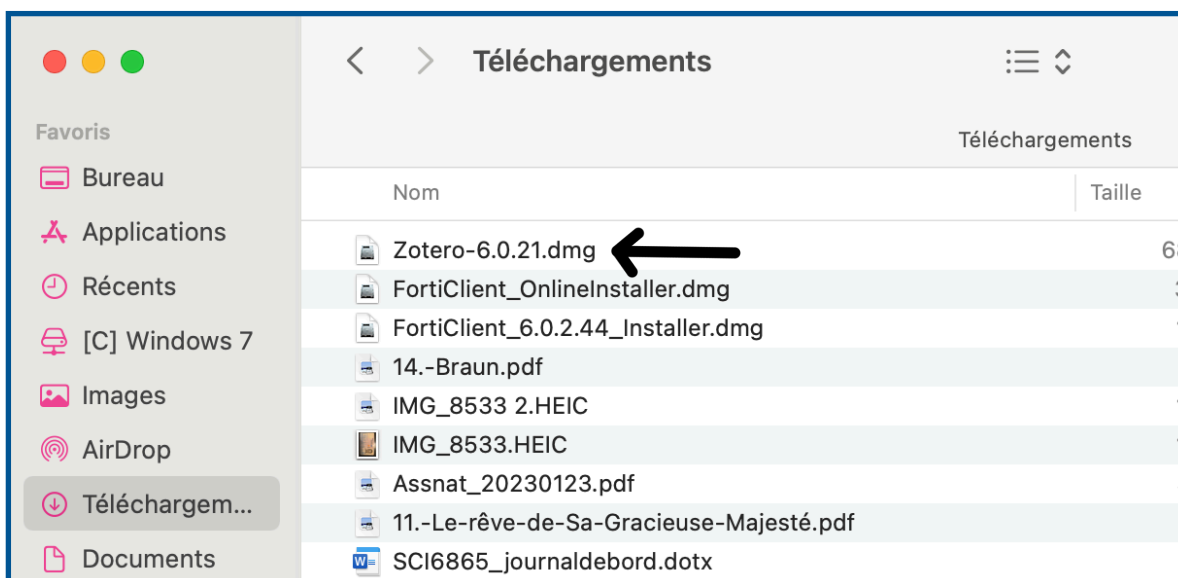 Téléchargements
Favoris
Téléchargements
Bureau
Nom
Taille
Applications
Zotero-6.0.21.dmg
Récents
FortiClient_OnlineInstaller.dmg
FortiClient_6.0.2.44_Installer.dmg
[C] Windows 7
14.-Braun.pdf
Images
IMG_8533 2.HEIC
AirDrop
IMG_8533.HEIC
Assnat_20230123.pdf
Téléchargem...
11.-Le-rêve-de-Sa-Gracieuse-Majesté.pdf
Documents
SCI6865_journaldebord.dotx